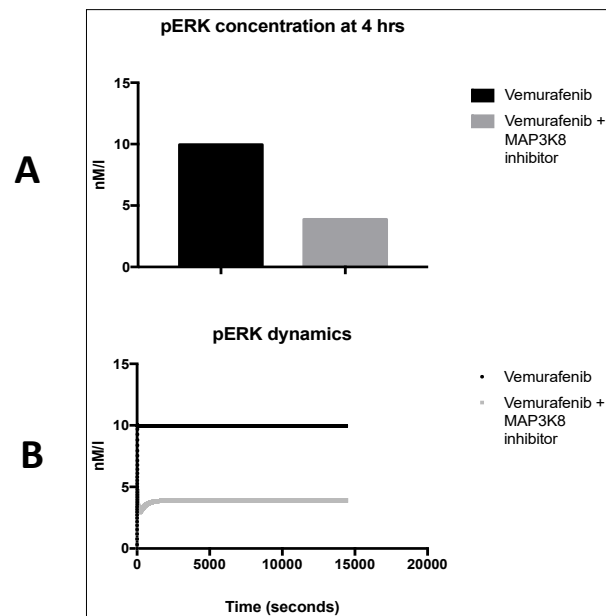 A
pERK concentration at 4 hrs
15
10
5
0
nM/l
Vemurafenib
Vemurafenib +
MAP3K8
inhibitor
B
pERK dynamics
15
10
5
0
nM/l
0 5000 10000 15000 20000
Time (seconds)
Vemurafenib
Vemurafenib +
MAP3K8
inhibitor